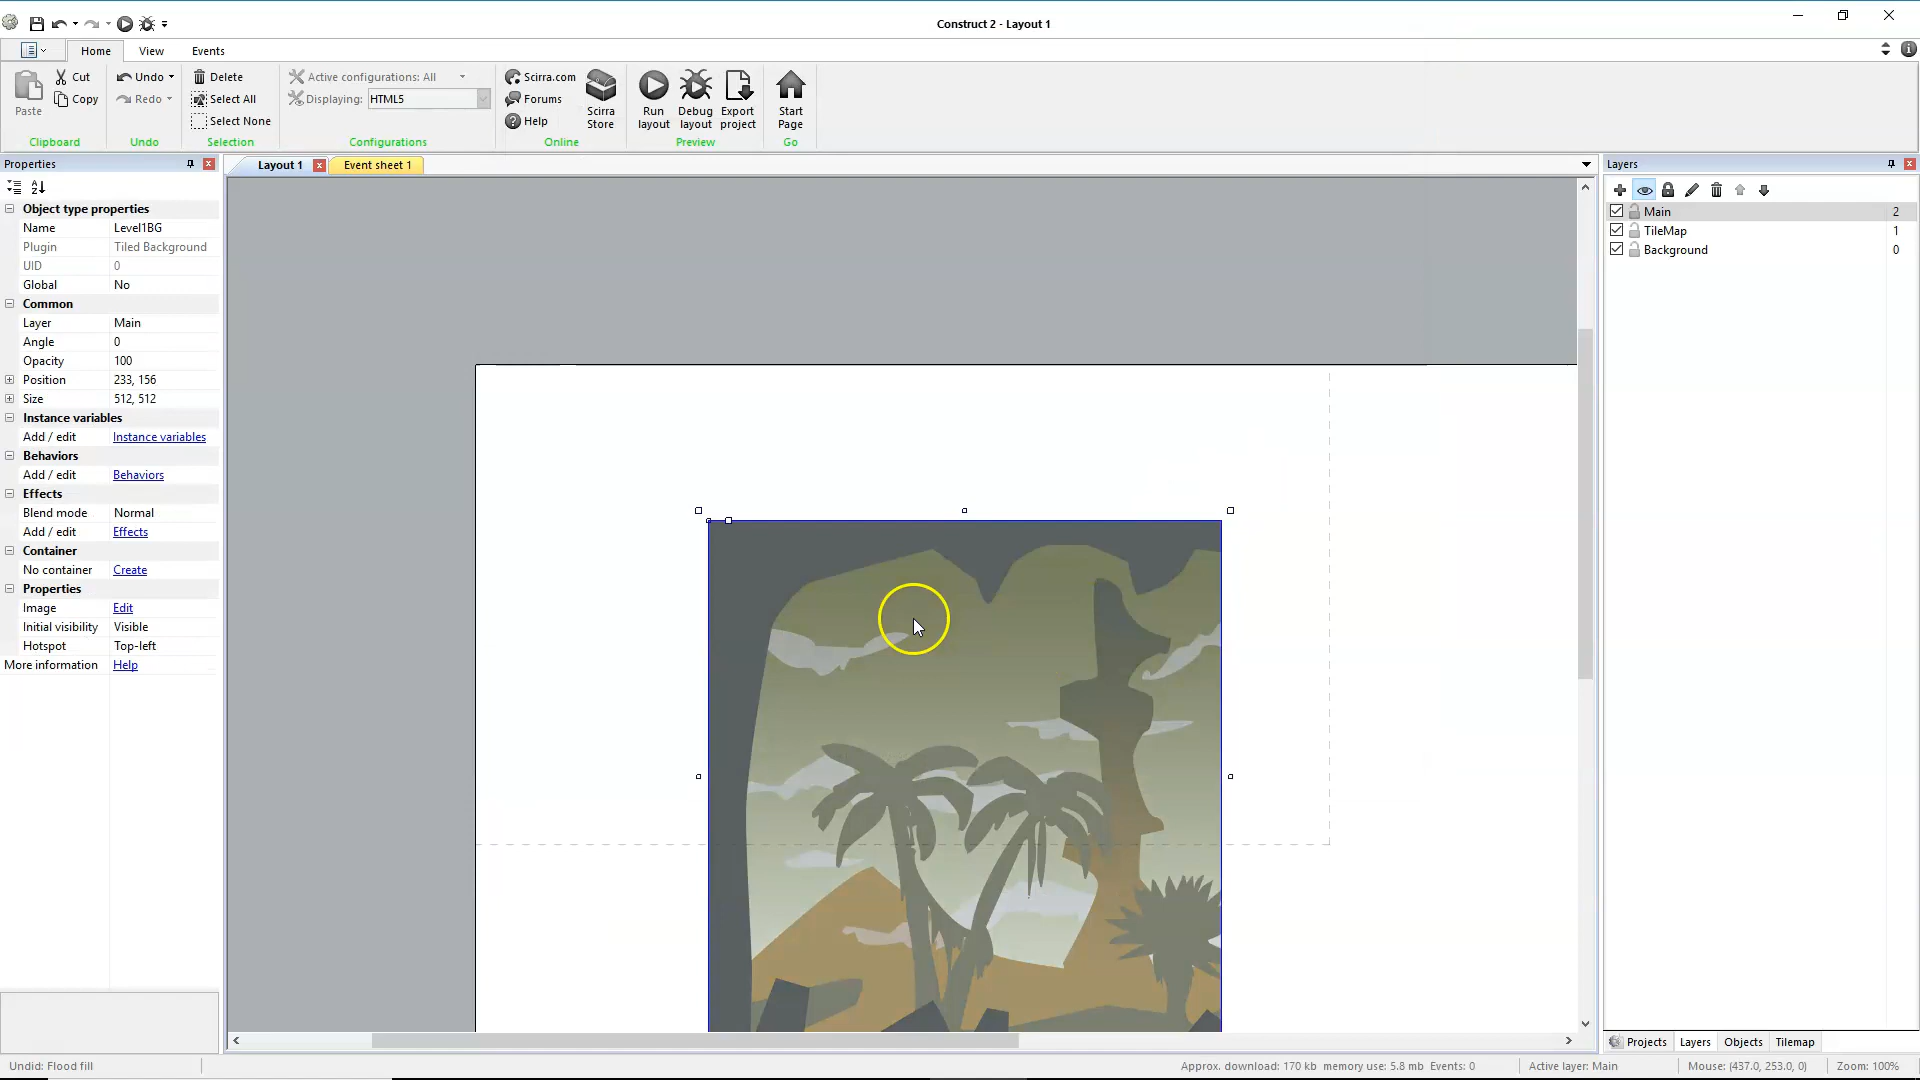 Construct 2 - Layout 1
Home View Events
Paste
Cut
Copy
Clipboard
Undo
Redo
Undo
Delete
Select All
Select None
Selection
Active configurations: All
Displaying: HTML5
Configurations
Scirra.com
Forums
Help
Scirra Store
Online
Run layout
Debug layout
Export project
Preview
Start Page
Go
Properties
Layout 1
Event sheet 1
Layers
Object type properties
Name Level1BG
Plugin Tiled Background
UID 0
Global No
Common
Layer Main
Angle 0
Opacity 100
Position 233, 156
Size 512, 512
Instance variables
Add / edit Instance variables
Behaviors
Add / edit Behaviors
Effects
Blend mode Normal
Add / edit Effects
Container
No container Create
Properties
Image Edit
Initial visibility Visible
Hotspot Top-left
More information Help
Main 2
TileMap 1
Background 0
Projects Layers Objects Tilemap
Undid: Flood fill
Approx. download: 170 kb memory use: 5.8 mb Events: 0
Active layer: Main
Mouse: (437.0, 253.0, 0)
Zoom: 100%